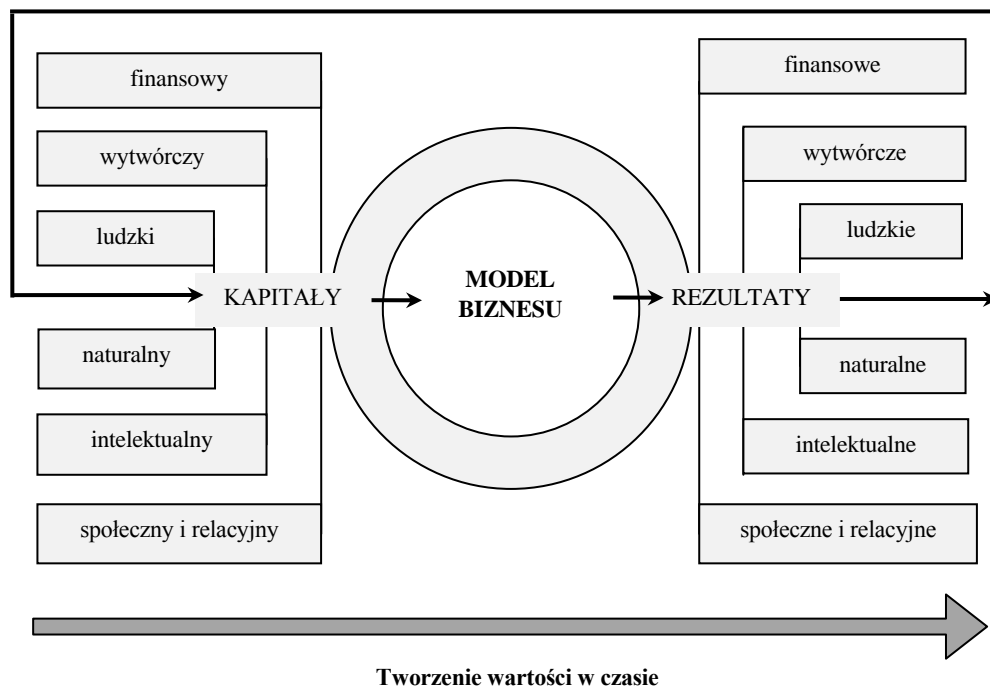 finansowy
wytwórczy
ludzki
KAPITAŁY
naturalny
intelektualny
społeczny i relacyjny
MODEL
BIZNESU
finansowe
wytwórcze
ludzkie
REZULTATY
naturalne
intelektualne
społeczne i relacyjne
Tworzenie wartości w czasie